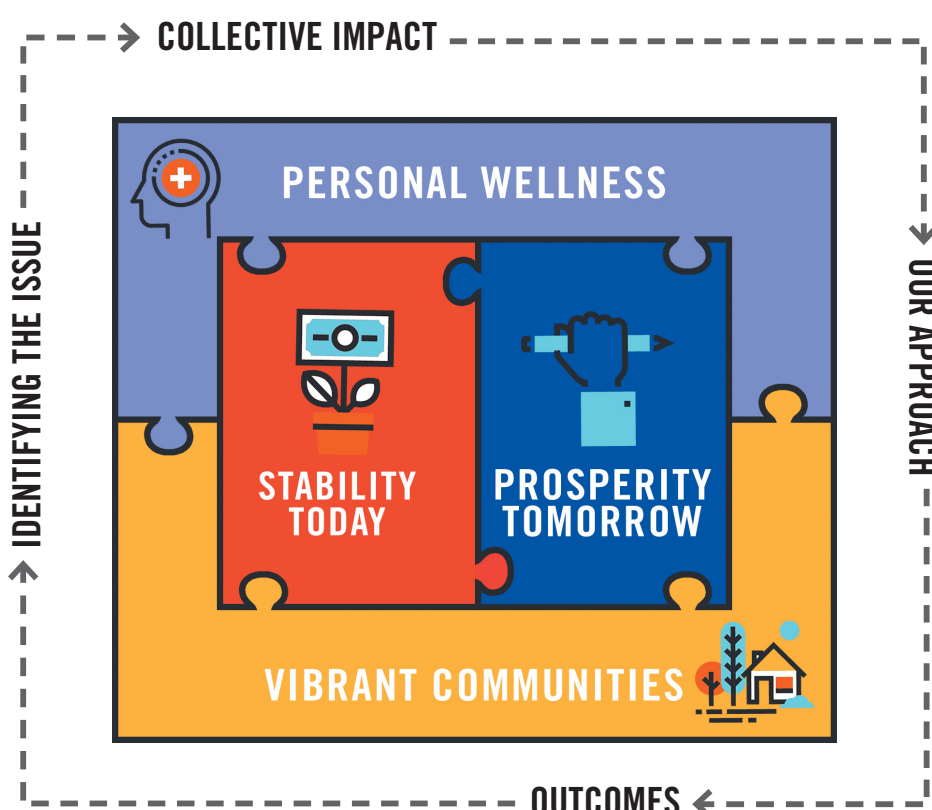 COLLECTIVE IMPACT
IDENTIFYING THE ISSUE
OUR APPROACH
PERSONAL WELLNESS
STABILITY
TODAY
PROSPERITY
TOMORROW
VIBRANT COMMUNITIES
OUTCOMES